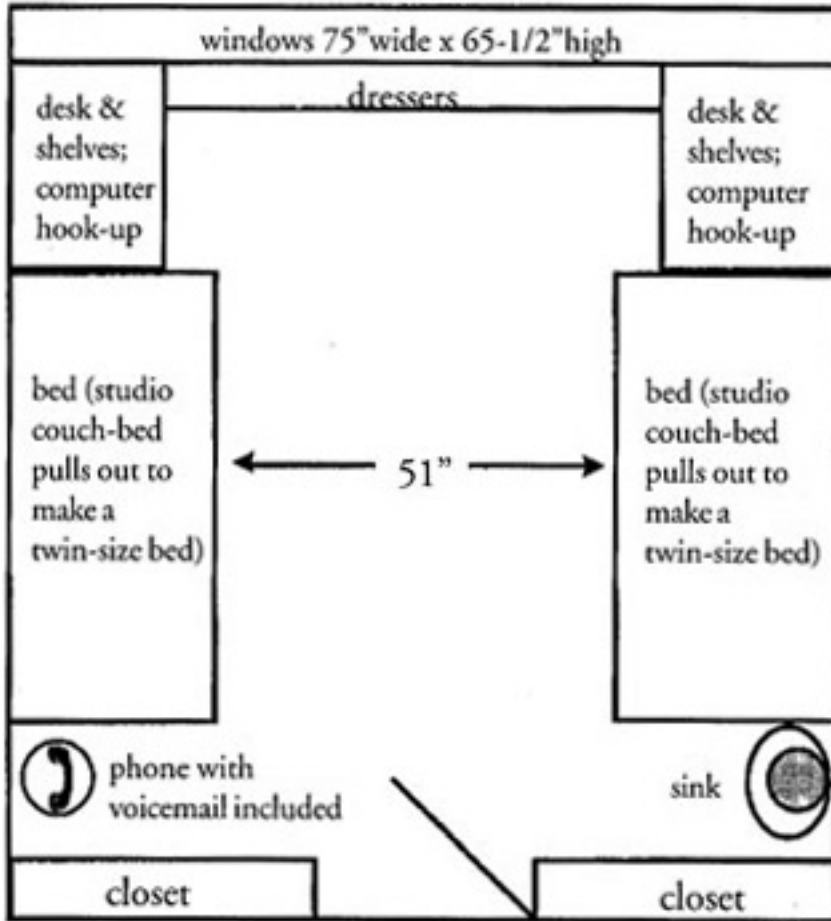 windows 75”wide x 65-1/2”high
dressers
desk &
shelves;
computer
hook-up
desk &
shelves;
computer
hook-up
bed (studio
couch-bed
pulls out to
make a
twin-size bed)
51”
bed (studio
couch-bed
pulls out to
make a
twin-size bed)
phone with
voicemail included
sink
closet
closet